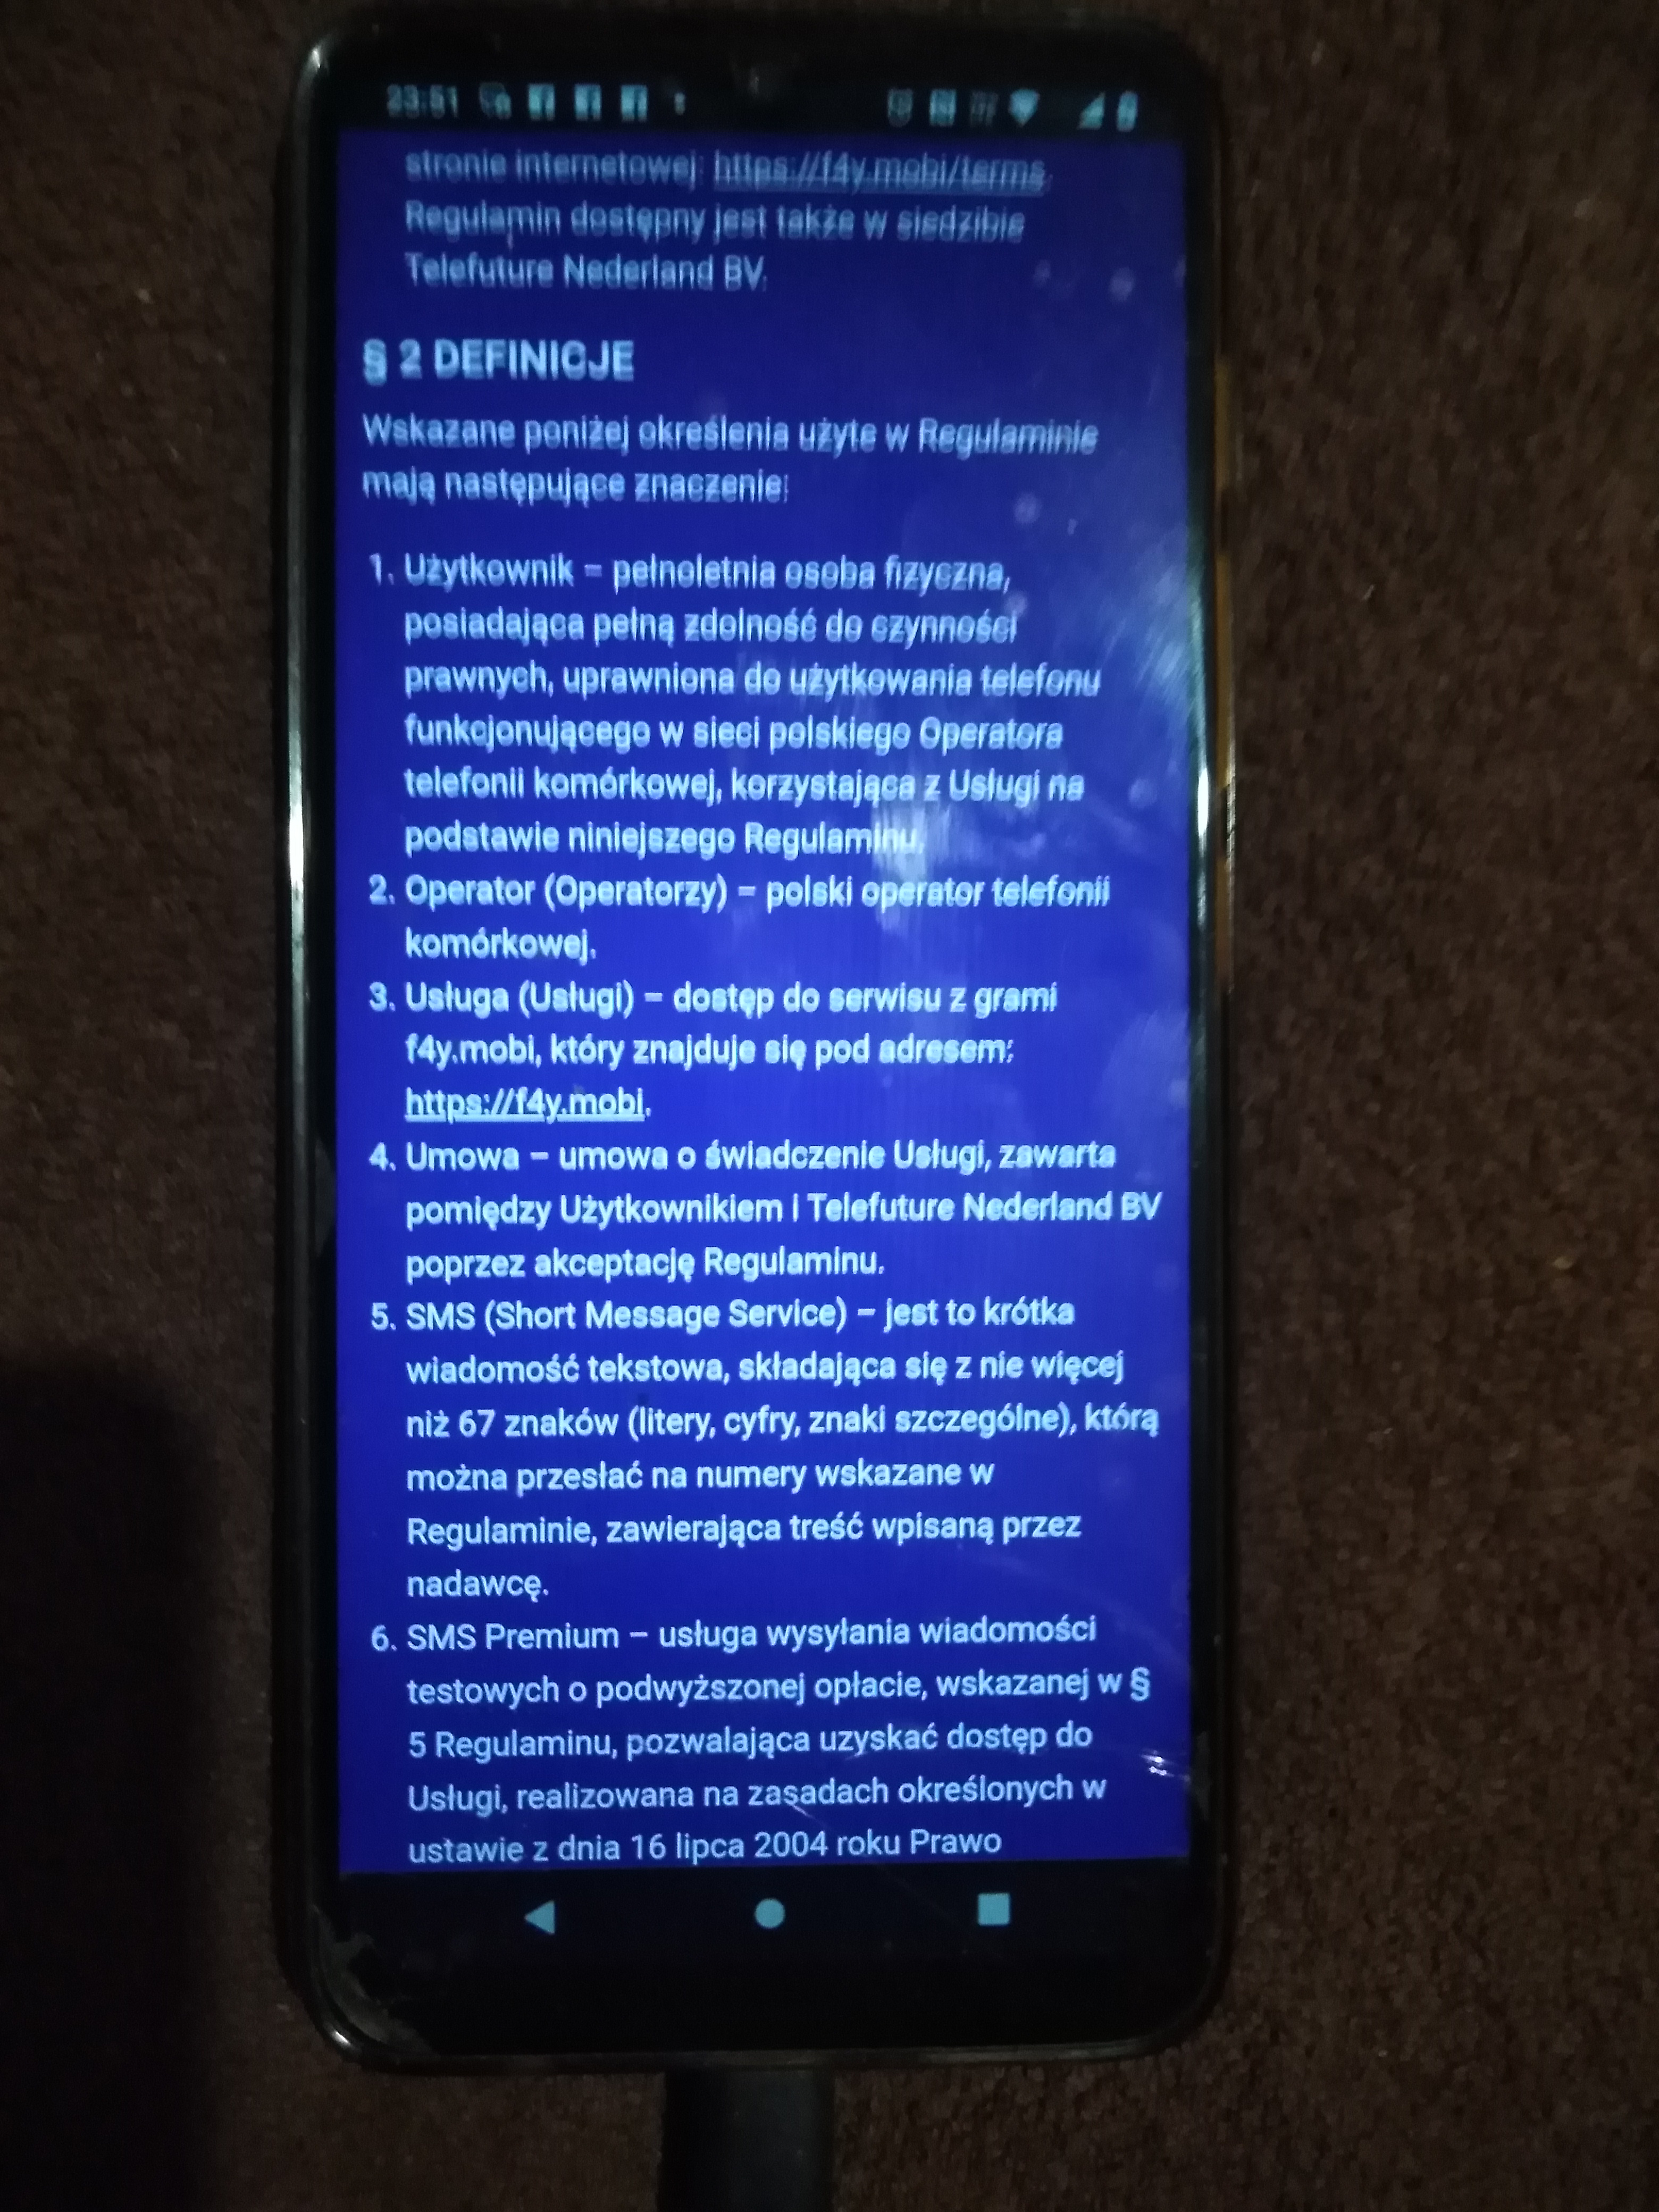 23:51
stronie internetowej: https://f4y.mobi/terms.
Regulamin dostępny jest także w siedzibie
Telefuture Nederland BV.
§ 2 DEFINICJE
Wskazane poniżej określenia użyte w Regulaminie
mają następujące znaczenie:
1. Użytkownik – pełnoletnia osoba fizyczna,
posiadająca pełną zdolność do czynności
prawnych, uprawniona do użytkowania telefonu
funkcjonującego w sieci polskiego Operatora
telefonii komórkowej, korzystająca z Usługi na
podstawie niniejszego Regulaminu.
2. Operator (Operatorzy) – polski operator telefonii
komórkowej.
3. Usługa (Usługi) – dostęp do serwisu z grami
f4y.mobi, który znajduje się pod adresem:
https://f4y.mobi.
4. Umowa – umowa o świadczenie Usługi, zawarta
pomiędzy Użytkownikiem i Telefuture Nederland BV
poprzez akceptację Regulaminu.
5. SMS (Short Message Service) – jest to krótka
wiadomość tekstowa, składająca się z nie więcej
niż 67 znaków (litery, cyfry, znaki szczególne), którą
można przesłać na numery wskazane w
Regulaminie, zawierająca treść wpisaną przez
nadawcę.
6. SMS Premium – usługa wysyłania wiadomości
testowych o podwyższonej opłacie, wskazanej w §
5 Regulaminu, pozwalająca uzyskać dostęp do
Usługi, realizowana na zasadach określonych w
ustawie z dnia 16 lipca 2004 roku Prawo